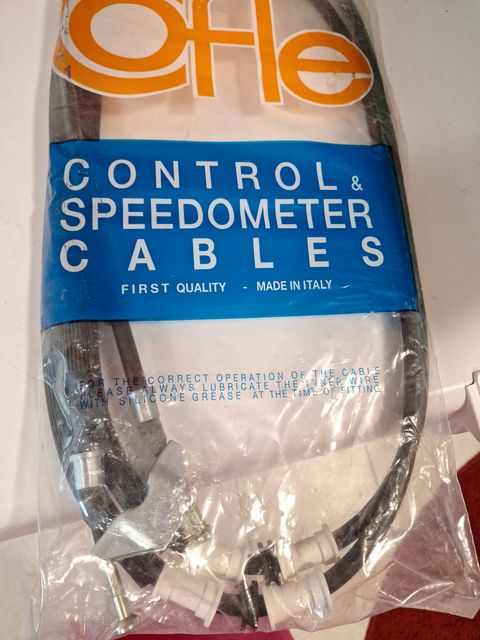 Cofle
CONTROL &
SPEEDOMETER
CABLES
FIRST QUALITY - MADE IN ITALY
FOR THE CORRECT OPERATION OF THE CABLE
PLEASE ALWAYS LUBRICATE THE INNER WIRE
WITH SILICONE GREASE AT THE TIME OF FITTING